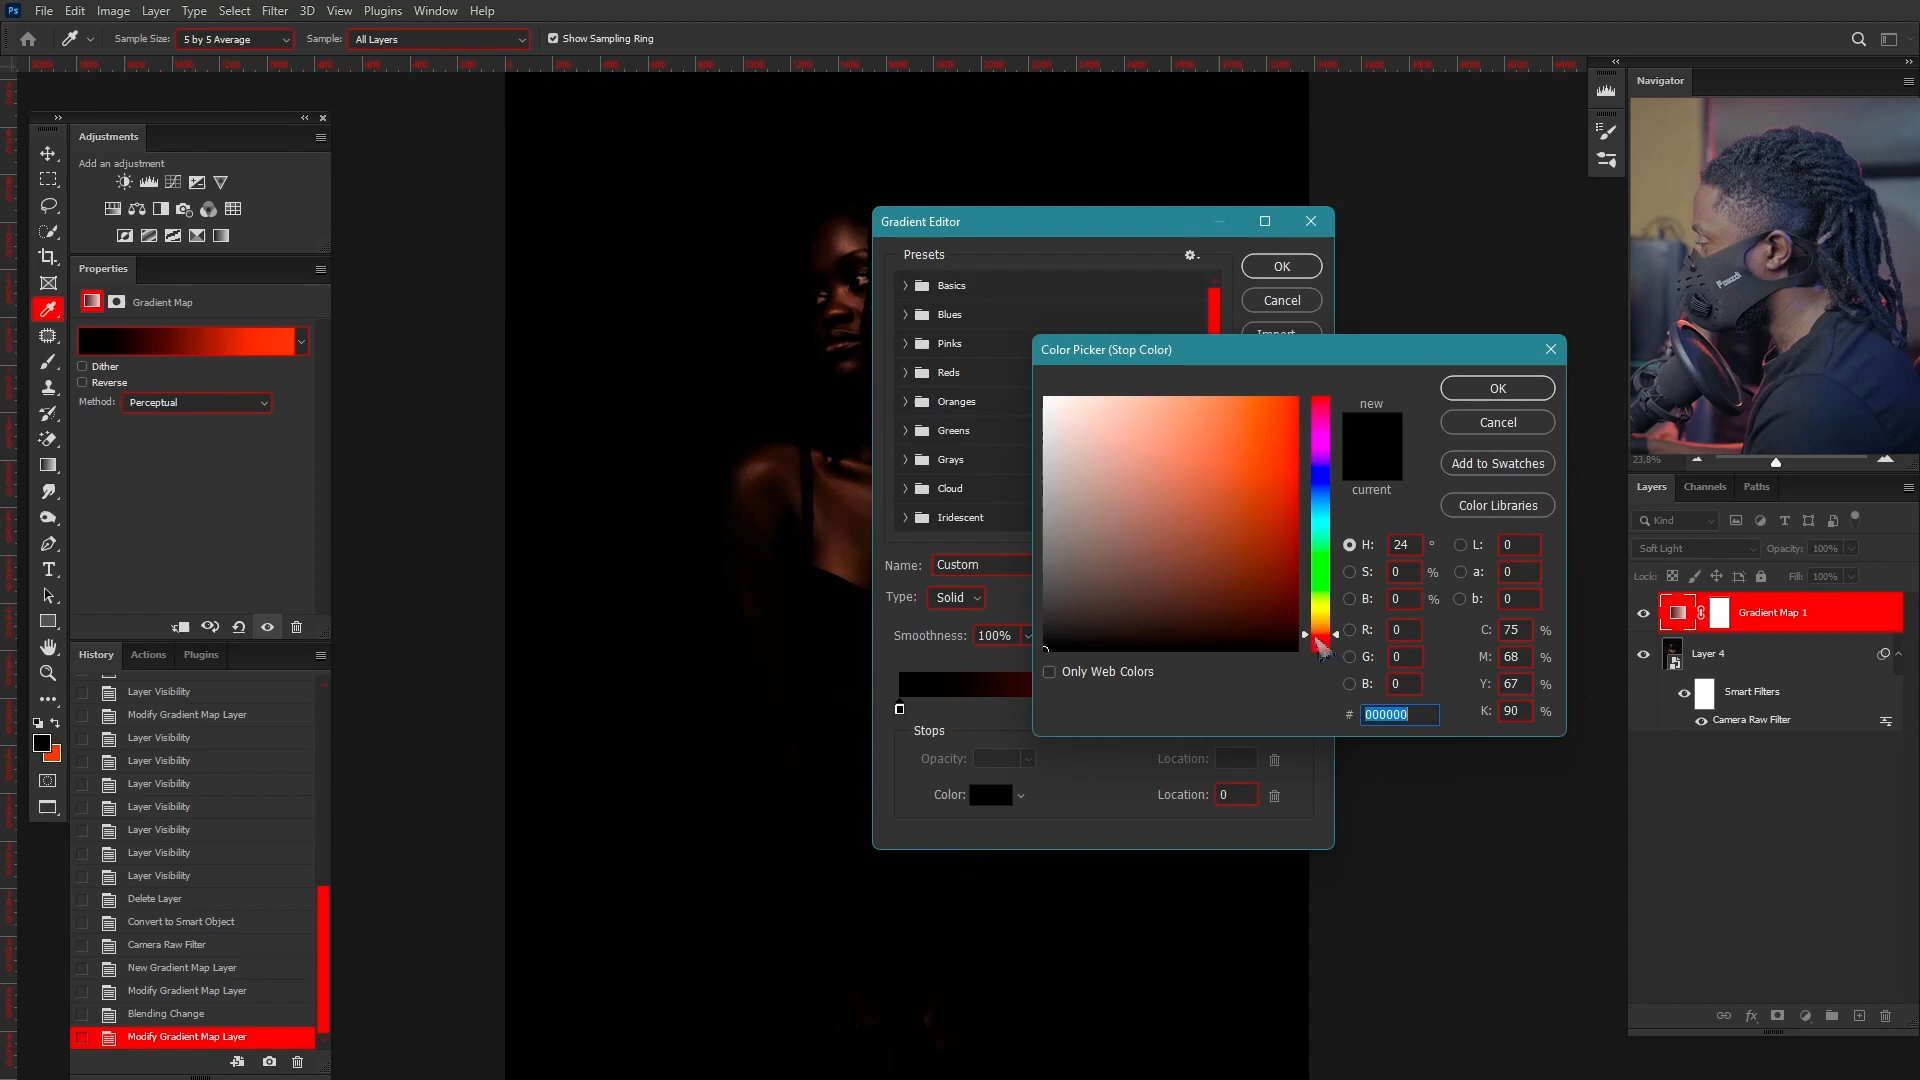 Ps File Edit Image Layer Type Select Filter 3D View Plugins Window Help
Sample Size: 5 by 5 Average Sample: All Layers Show Sampling Ring
Adjustments
Add an adjustment
Properties
Gradient Map
Dither
Reverse
Method: Perceptual
History Actions Plugins
Layer Visibility
Modify Gradient Map Layer
Layer Visibility
Layer Visibility
Layer Visibility
Layer Visibility
Layer Visibility
Layer Visibility
Layer Visibility
Delete Layer
Convert to Smart Object
Camera Raw Filter
New Gradient Map Layer
Modify Gradient Map Layer
Blending Change
Modify Gradient Map Layer
Gradient Editor
Presets
Basics
Blues
Pinks
Reds
Oranges
Greens
Grays
Cloud
Iridescent
OK
Cancel
Import...
Name: Custom
Type: Solid
Smoothness: 100%
Stops
Opacity: Location:
Color: Location: 0
Color Picker (Stop Color)
new
current
OK
Cancel
Add to Swatches
Color Libraries
H: 24 ° L: 0
S: 0 % a: 0
B: 0 % b: 0
R: 0 C: 75 %
G: 0 M: 68 %
B: 0 Y: 67 %
# 000000 K: 90 %
Only Web Colors
Navigator
23,8%
Layers Channels Paths
Kind
Soft Light Opacity: 100%
Lock: Fill: 100%
Gradient Map 1
Layer 4
Smart Filters
Camera Raw Filter